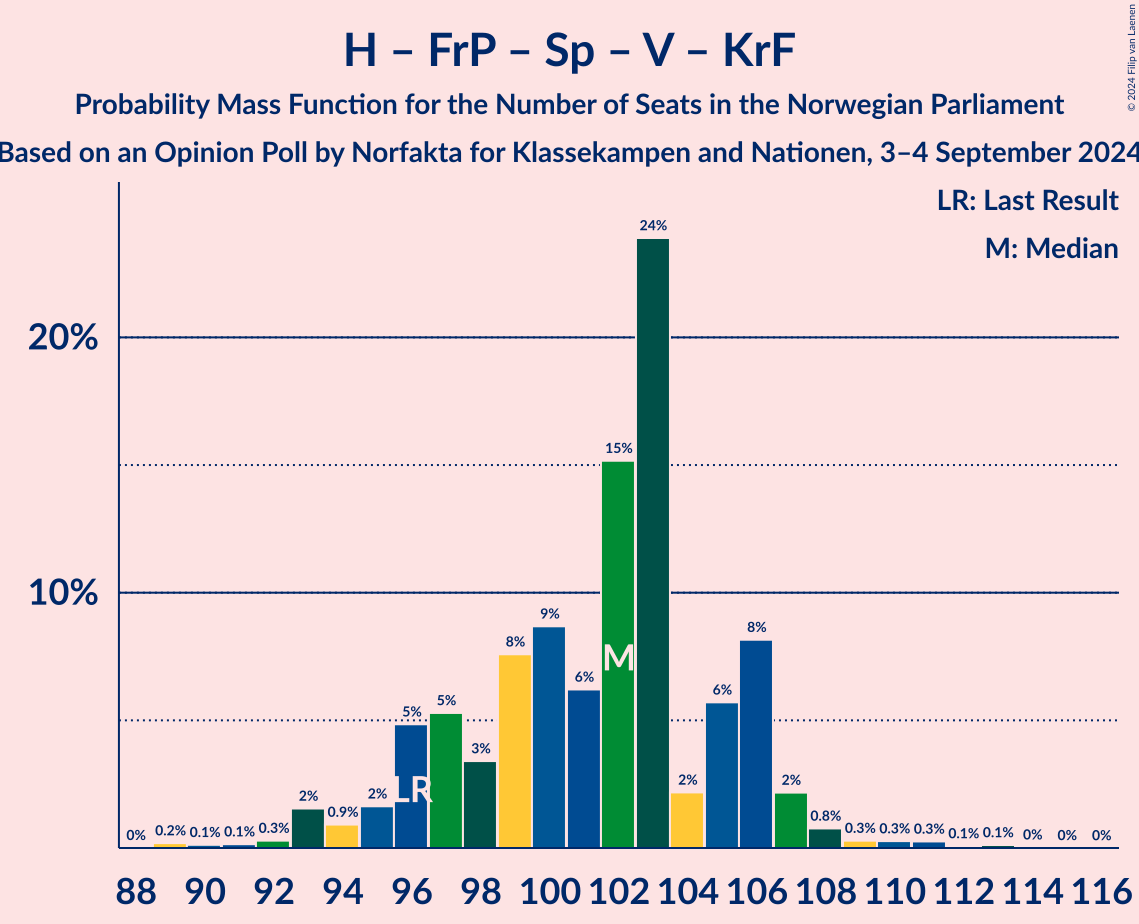 H – FrP – Sp – V – KrF
Probability Mass Function for the Number of Seats in the Norwegian Parliament
Based on an Opinion Poll by Norfakta for Klassekampen and Nationen, 3–4 September 2024
© 2024 Filip van Laenen
LR: Last Result
M: Median
20%
10%
0% 0.2% 0.1% 0.1% 0.3% 2% 0.9% 2% 5% 5% 3% 8% 9% 6% 15% 24% 2% 6% 8% 2% 0.8% 0.3% 0.3% 0.3% 0.1% 0.1% 0% 0% 0%
LR
M
88 90 92 94 96 98 100 102 104 106 108 110 112 114 116